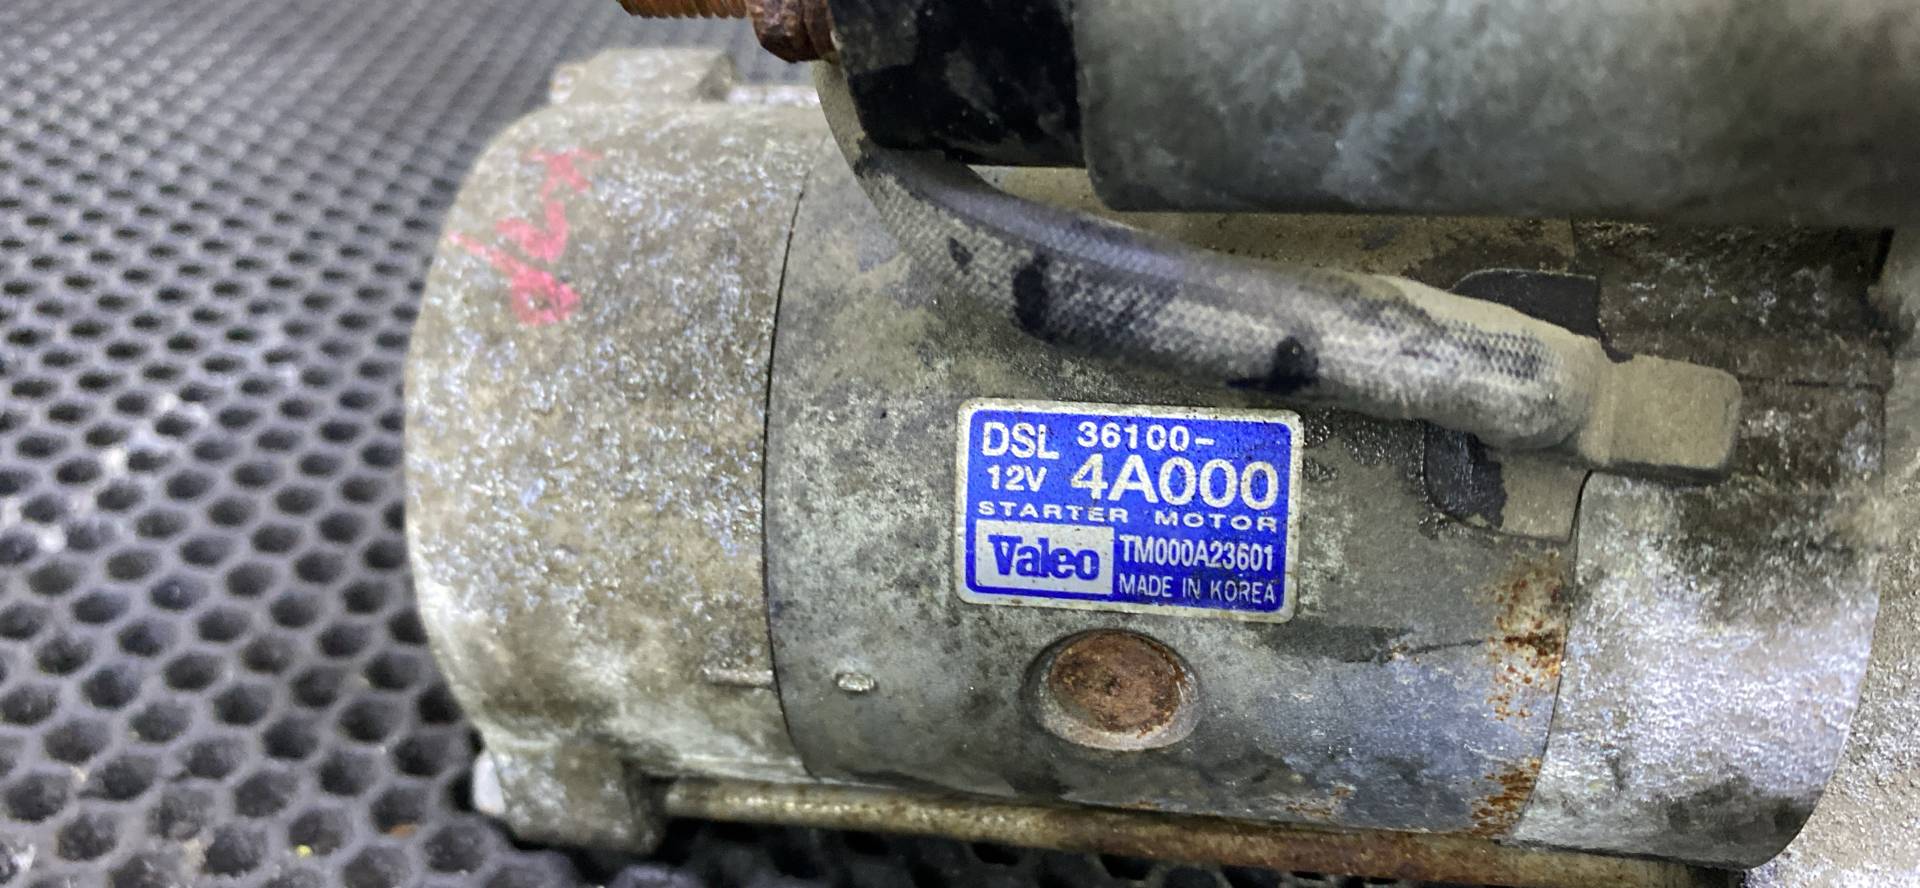 DSL 36100-
12V 4A000
STARTER MOTOR
Valeo TM000A23601
MADE IN KOREA